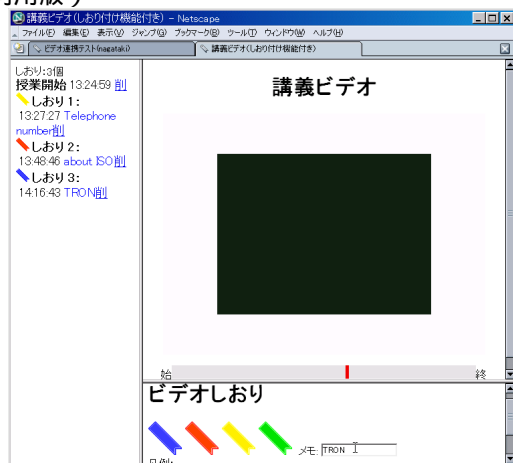 講義ビデオ(しおり付け機能付き) - Netscape
ファイル(F) 編集(E) 表示(V) ジャンプ(G) ブックマーク(B) ツール(T) ウィンドウ(W) ヘルプ(H)
ビデオ連携テスト(nagataki)
講義ビデオ(しおり付け機能付き)
しおり:3個
授業開始 13:24:59 削
しおり1:
13:27:27 Telephone
number削
しおり2:
13:48:46 about ISO削
しおり3:
14:16:43 TRON削
講義ビデオ
始
終
ビデオしおり
メモ: TRON